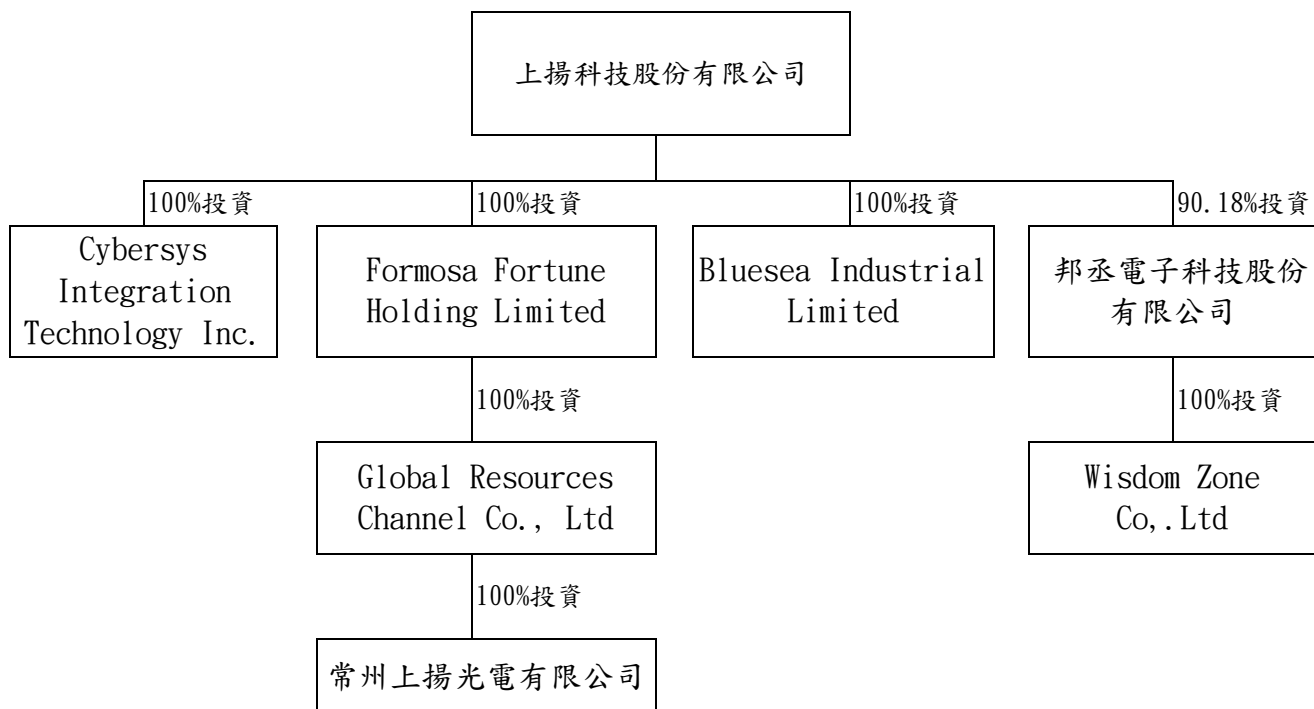 上揚科技股份有限公司
100%投資
100%投資
100%投資
90.18%投資
Cybersys
Integration
Technology Inc.
Formosa Fortune
Holding Limited
Bluesea Industrial
Limited
邦丞電子科技股份
有限公司
100%投資
100%投資
Global Resources
Channel Co., Ltd
Wisdom Zone
Co,.Ltd
100%投資
常州上揚光電有限公司